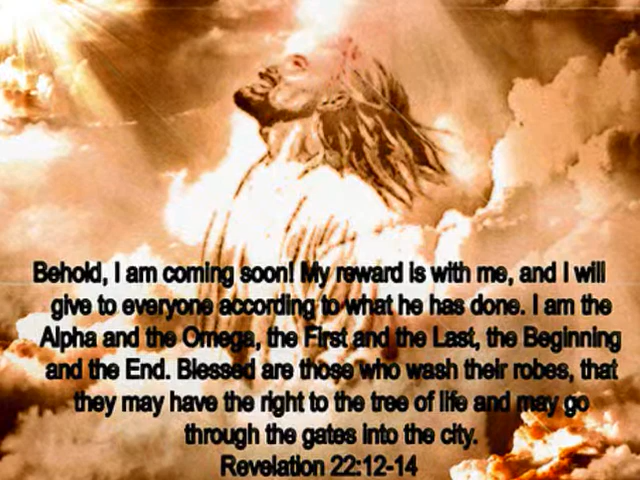 Behold, I am coming soon! My reward is with me, and I will
give to everyone according to what he has done. I am the
Alpha and the Omega, the First and the Last, the Beginning
and the End. Blessed are those who wash their robes, that
they may have the right to the tree of life and may go
through the gates into the city.
Revelation 22:12-14